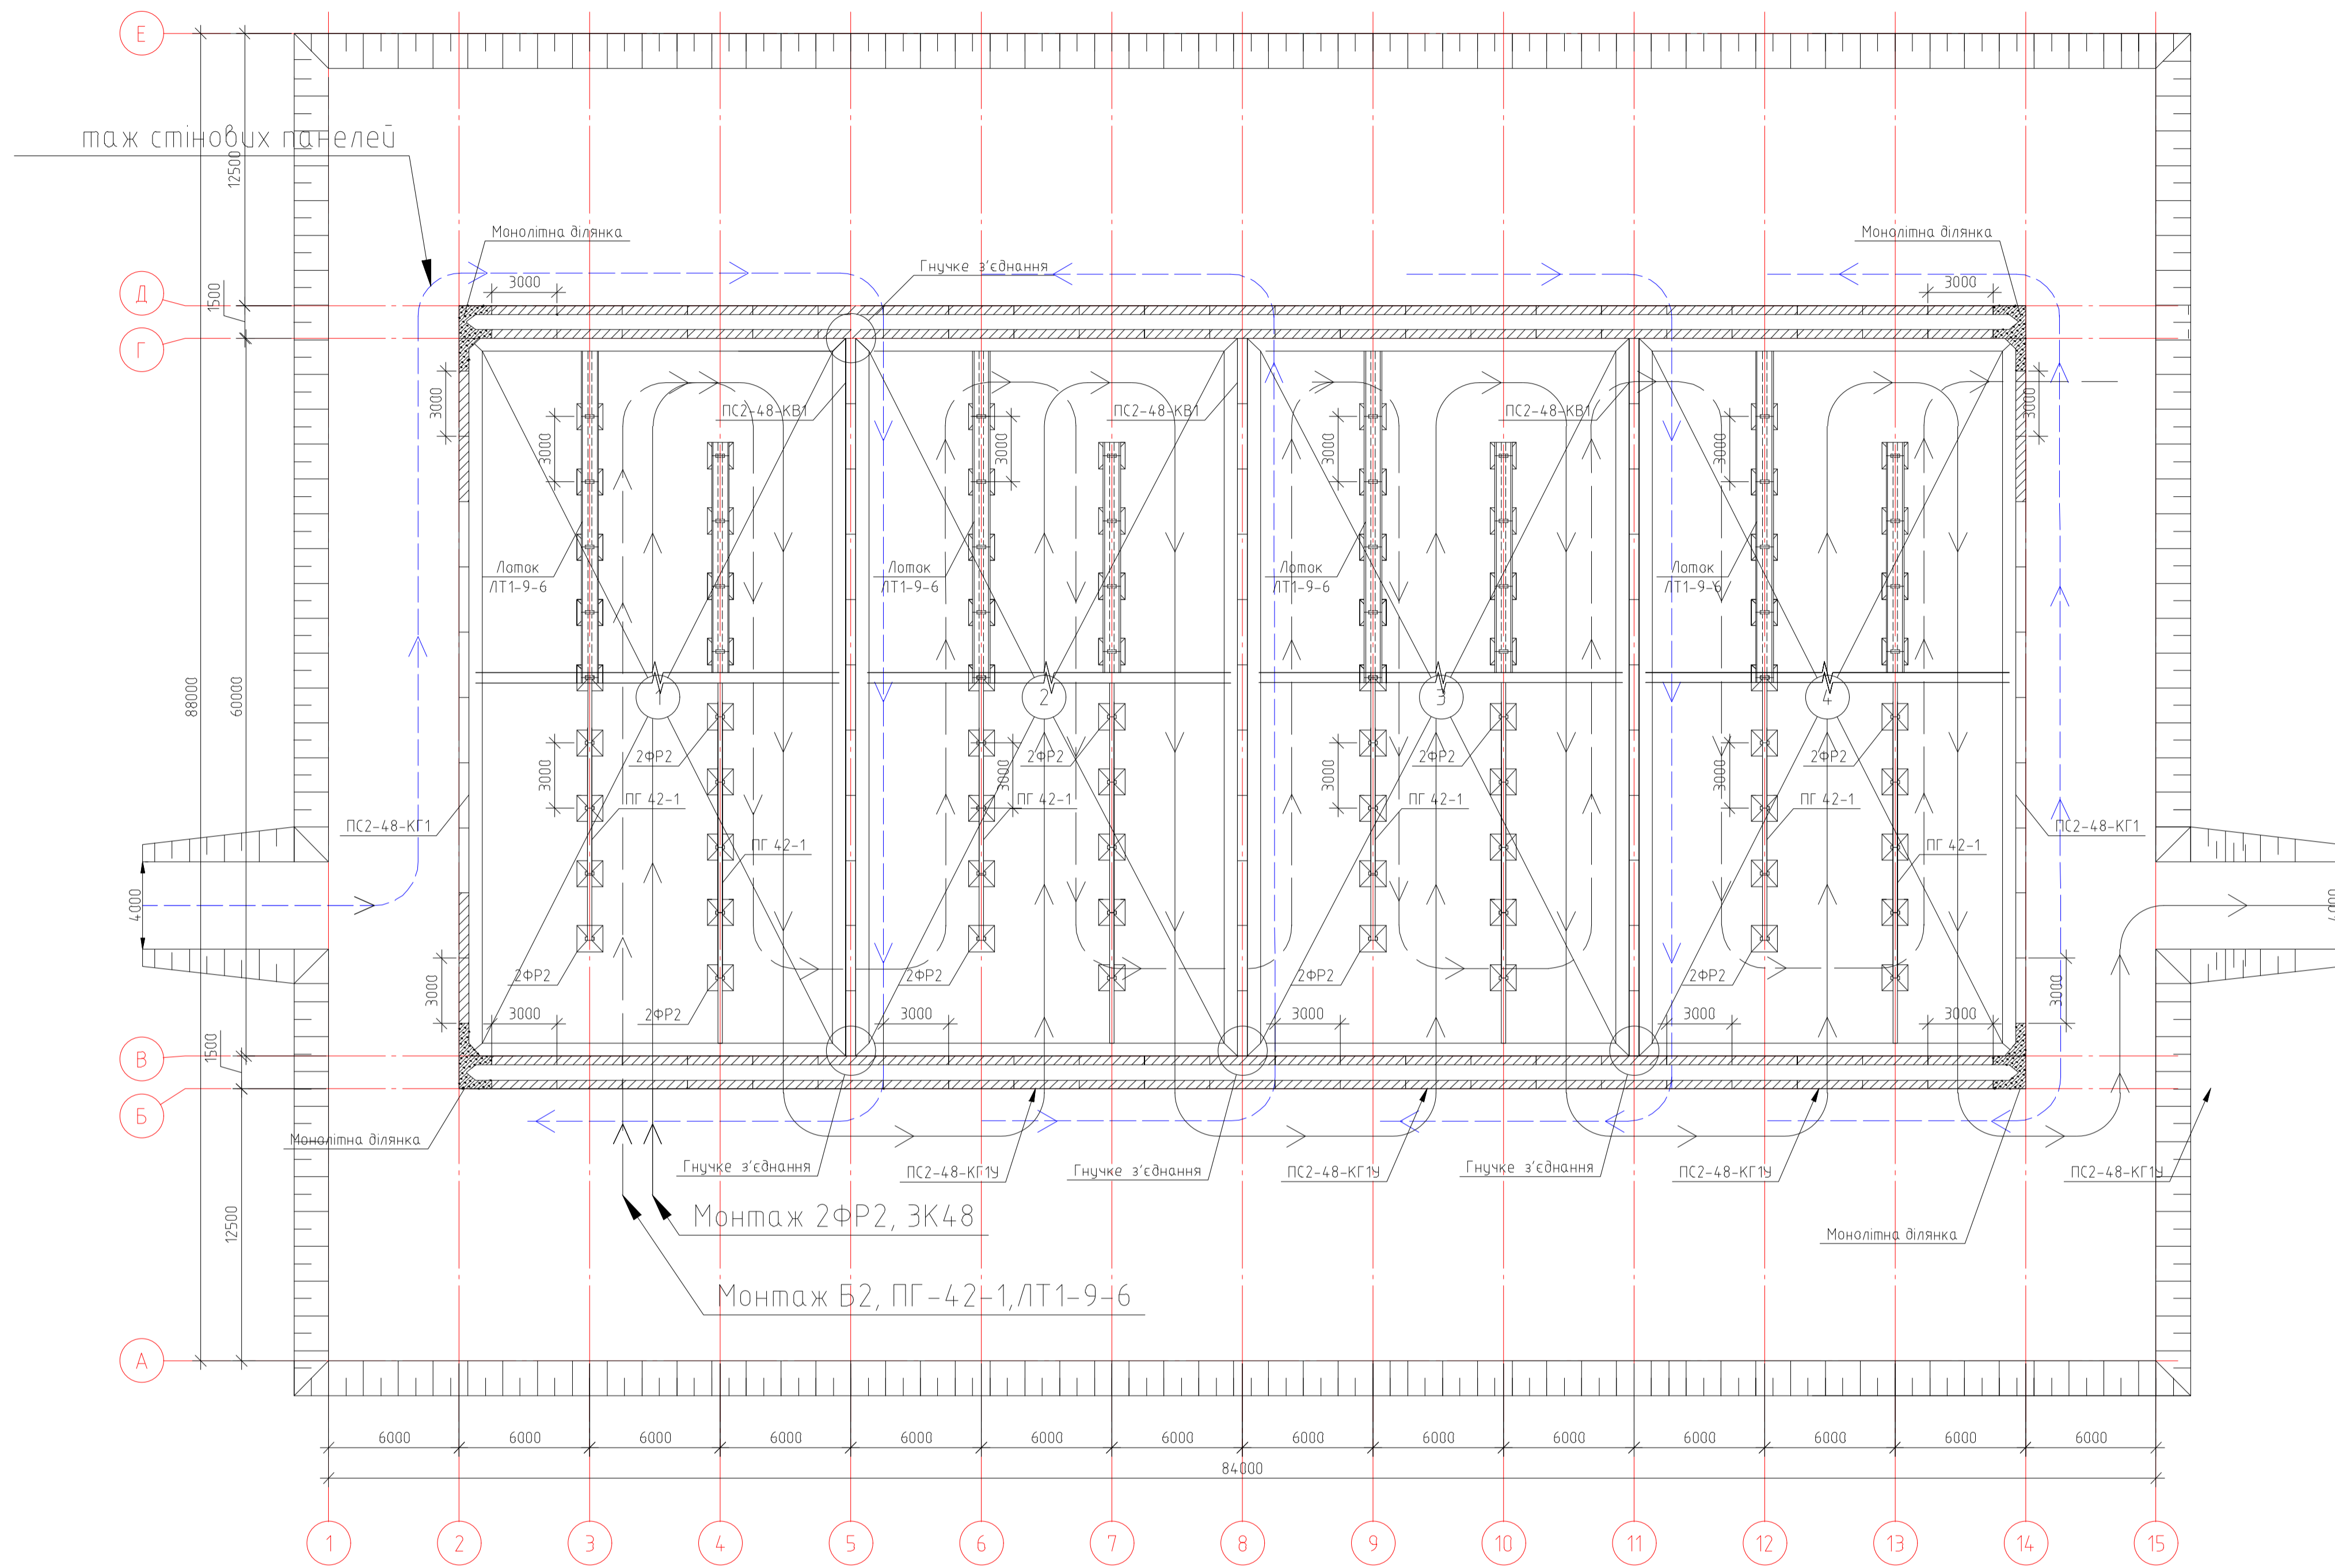 Е
таж стінових панелей
12500
Монолітна ділянка
Монолітна ділянка
Гнучке з'єднання
Д
1500
3000
3000
Г
3000
3000
ПС2-48-КВ1
ПС2-48-КВ1
ПС2-48-КВ1
3000
3000
3000
3000
Лоток
ЛТ1-9-6
Лоток
ЛТ1-9-6
Лоток
ЛТ1-9-6
Лоток
ЛТ1-9-6
88000
60000
1
2
3
4
2ФР2
2ФР2
2ФР2
2ФР2
3000
3000
3000
3000
ПГ 42-1
ПГ 42-1
ПГ 42-1
ПГ 42-1
ПС2-48-КГ1
ПС2-48-КГ1
ПГ 42-1
ПГ 42-1
4000
4000
2ФР2
2ФР2
2ФР2
2ФР2
3000
3000
2ФР2
3000
3000
3000
3000
3000
В
1500
Б
Монолітна ділянка
Гнучке з'єднання
ПС2-48-КГ1У
Гнучке з'єднання
ПС2-48-КГ1У
Гнучке з'єднання
ПС2-48-КГ1У
ПС2-48-КГ1У
12500
Монтаж 2ФР2, ЗК48
Монолітна ділянка
Монтаж Б2, ПГ-42-1,ЛТ1-9-6
А
6000
6000
6000
6000
6000
6000
6000
6000
6000
6000
6000
6000
6000
6000
84000
1
2
3
4
5
6
7
8
9
10
11
12
13
14
15